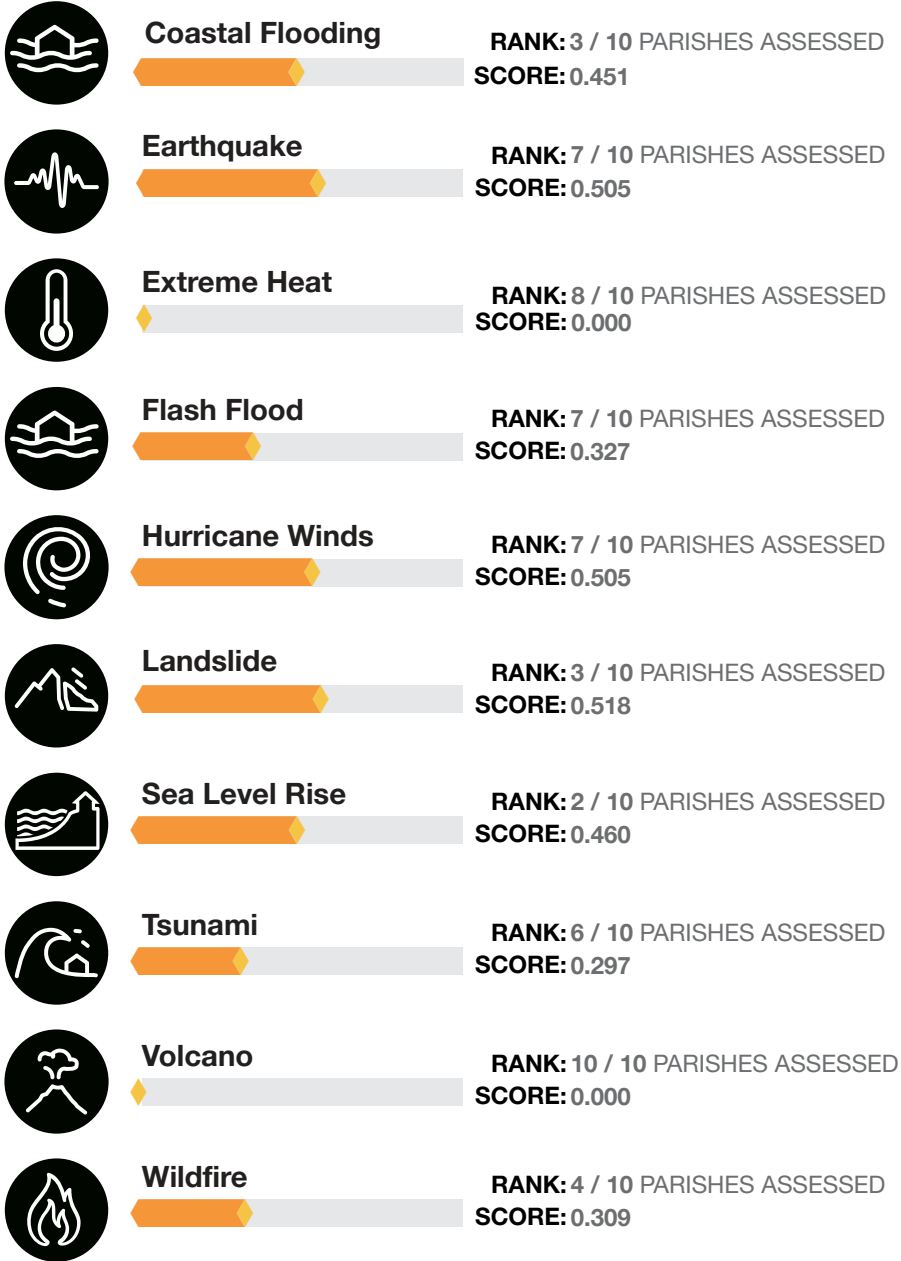 Coastal Flooding
RANK: 3 / 10 PARISHES ASSESSED
SCORE: 0.451
Earthquake
RANK: 7 / 10 PARISHES ASSESSED
SCORE: 0.505
Extreme Heat
RANK: 8 / 10 PARISHES ASSESSED
SCORE: 0.000
Flash Flood
RANK: 7 / 10 PARISHES ASSESSED
SCORE: 0.327
Hurricane Winds
RANK: 7 / 10 PARISHES ASSESSED
SCORE: 0.505
Landslide
RANK: 3 / 10 PARISHES ASSESSED
SCORE: 0.518
Sea Level Rise
RANK: 2 / 10 PARISHES ASSESSED
SCORE: 0.460
Tsunami
RANK: 6 / 10 PARISHES ASSESSED
SCORE: 0.297
Volcano
RANK: 10 / 10 PARISHES ASSESSED
SCORE: 0.000
Wildfire
RANK: 4 / 10 PARISHES ASSESSED
SCORE: 0.309